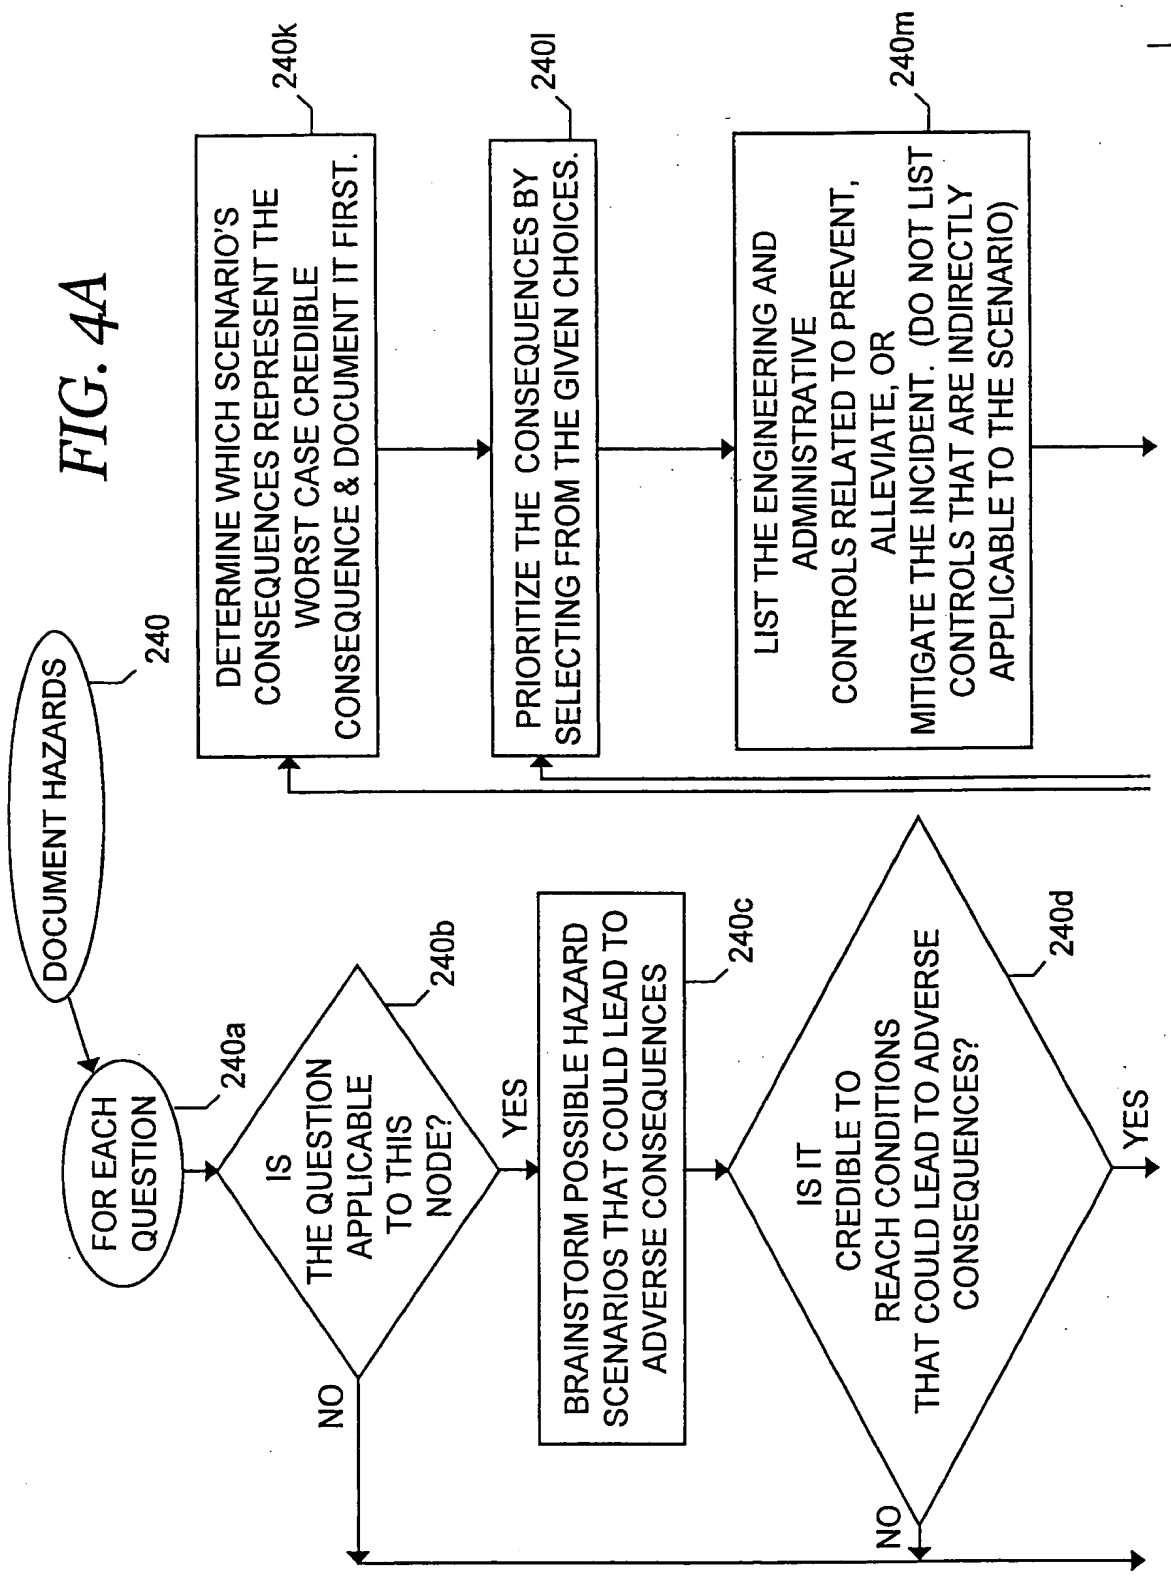 FIG. 4A
DOCUMENT HAZARDS
240
FOR EACH
QUESTION
240a
IS
THE QUESTION
APPLICABLE
TO THIS
NODE?
240b
NO
YES
BRAINSTORM POSSIBLE HAZARD
SCENARIOS THAT COULD LEAD TO
ADVERSE CONSEQUENCES
240c
IS IT
CREDIBLE TO
REACH CONDITIONS
THAT COULD LEAD TO ADVERSE
CONSEQUENCES?
240d
NO
YES
DETERMINE WHICH SCENARIO'S
CONSEQUENCES REPRESENT THE
WORST CASE CREDIBLE
CONSEQUENCE & DOCUMENT IT FIRST.
240k
PRIORITIZE THE CONSEQUENCES BY
SELECTING FROM THE GIVEN CHOICES.
240l
LIST THE ENGINEERING AND
ADMINISTRATIVE
CONTROLS RELATED TO PREVENT,
ALLEVIATE, OR
MITIGATE THE INCIDENT. (DO NOT LIST
CONTROLS THAT ARE INDIRECTLY
APPLICABLE TO THE SCENARIO)
240m